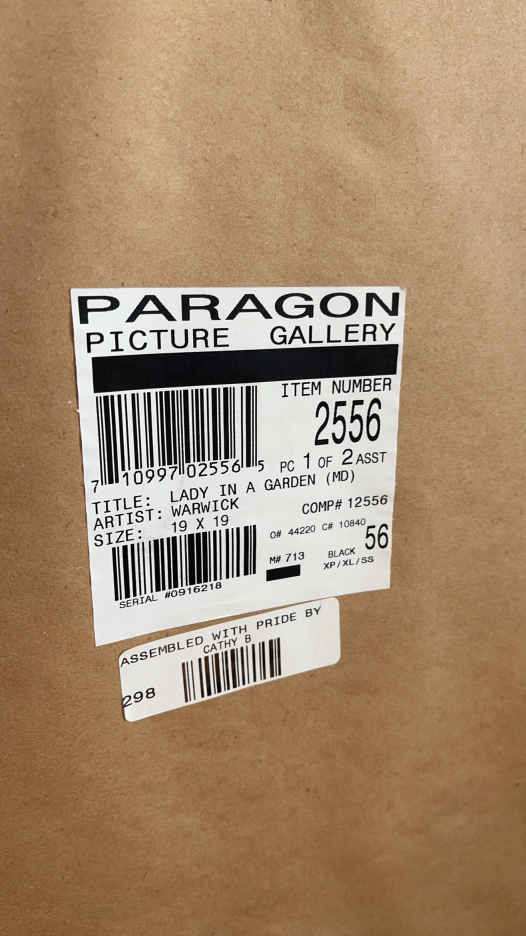 PARAGON
PICTURE GALLERY
ITEM NUMBER
2556
7 10997 02556 5
PC 1 OF 2 ASST
TITLE: LADY IN A GARDEN (MD)
ARTIST: WARWICK
SIZE: 19 X 19
COMP# 12556
O# 44220 C# 10840
56
M# 713
BLACK
XP/XL/SS
SERIAL #0916218
ASSEMBLED WITH PRIDE BY
CATHY B
298